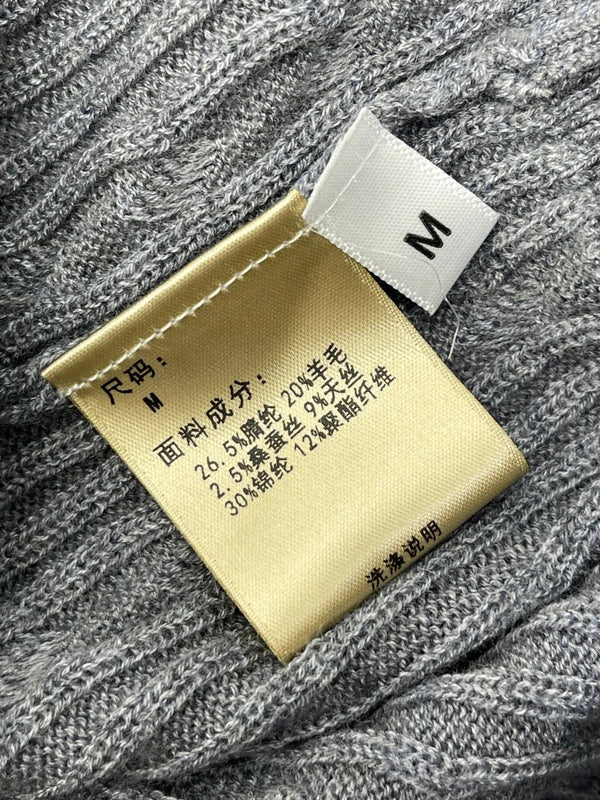 M
尺码：
M
面料成分：
26.5%腈纶 20%羊毛
2.5%桑蚕丝 9%天丝
30%锦纶 12%聚酯纤维
洗涤说明